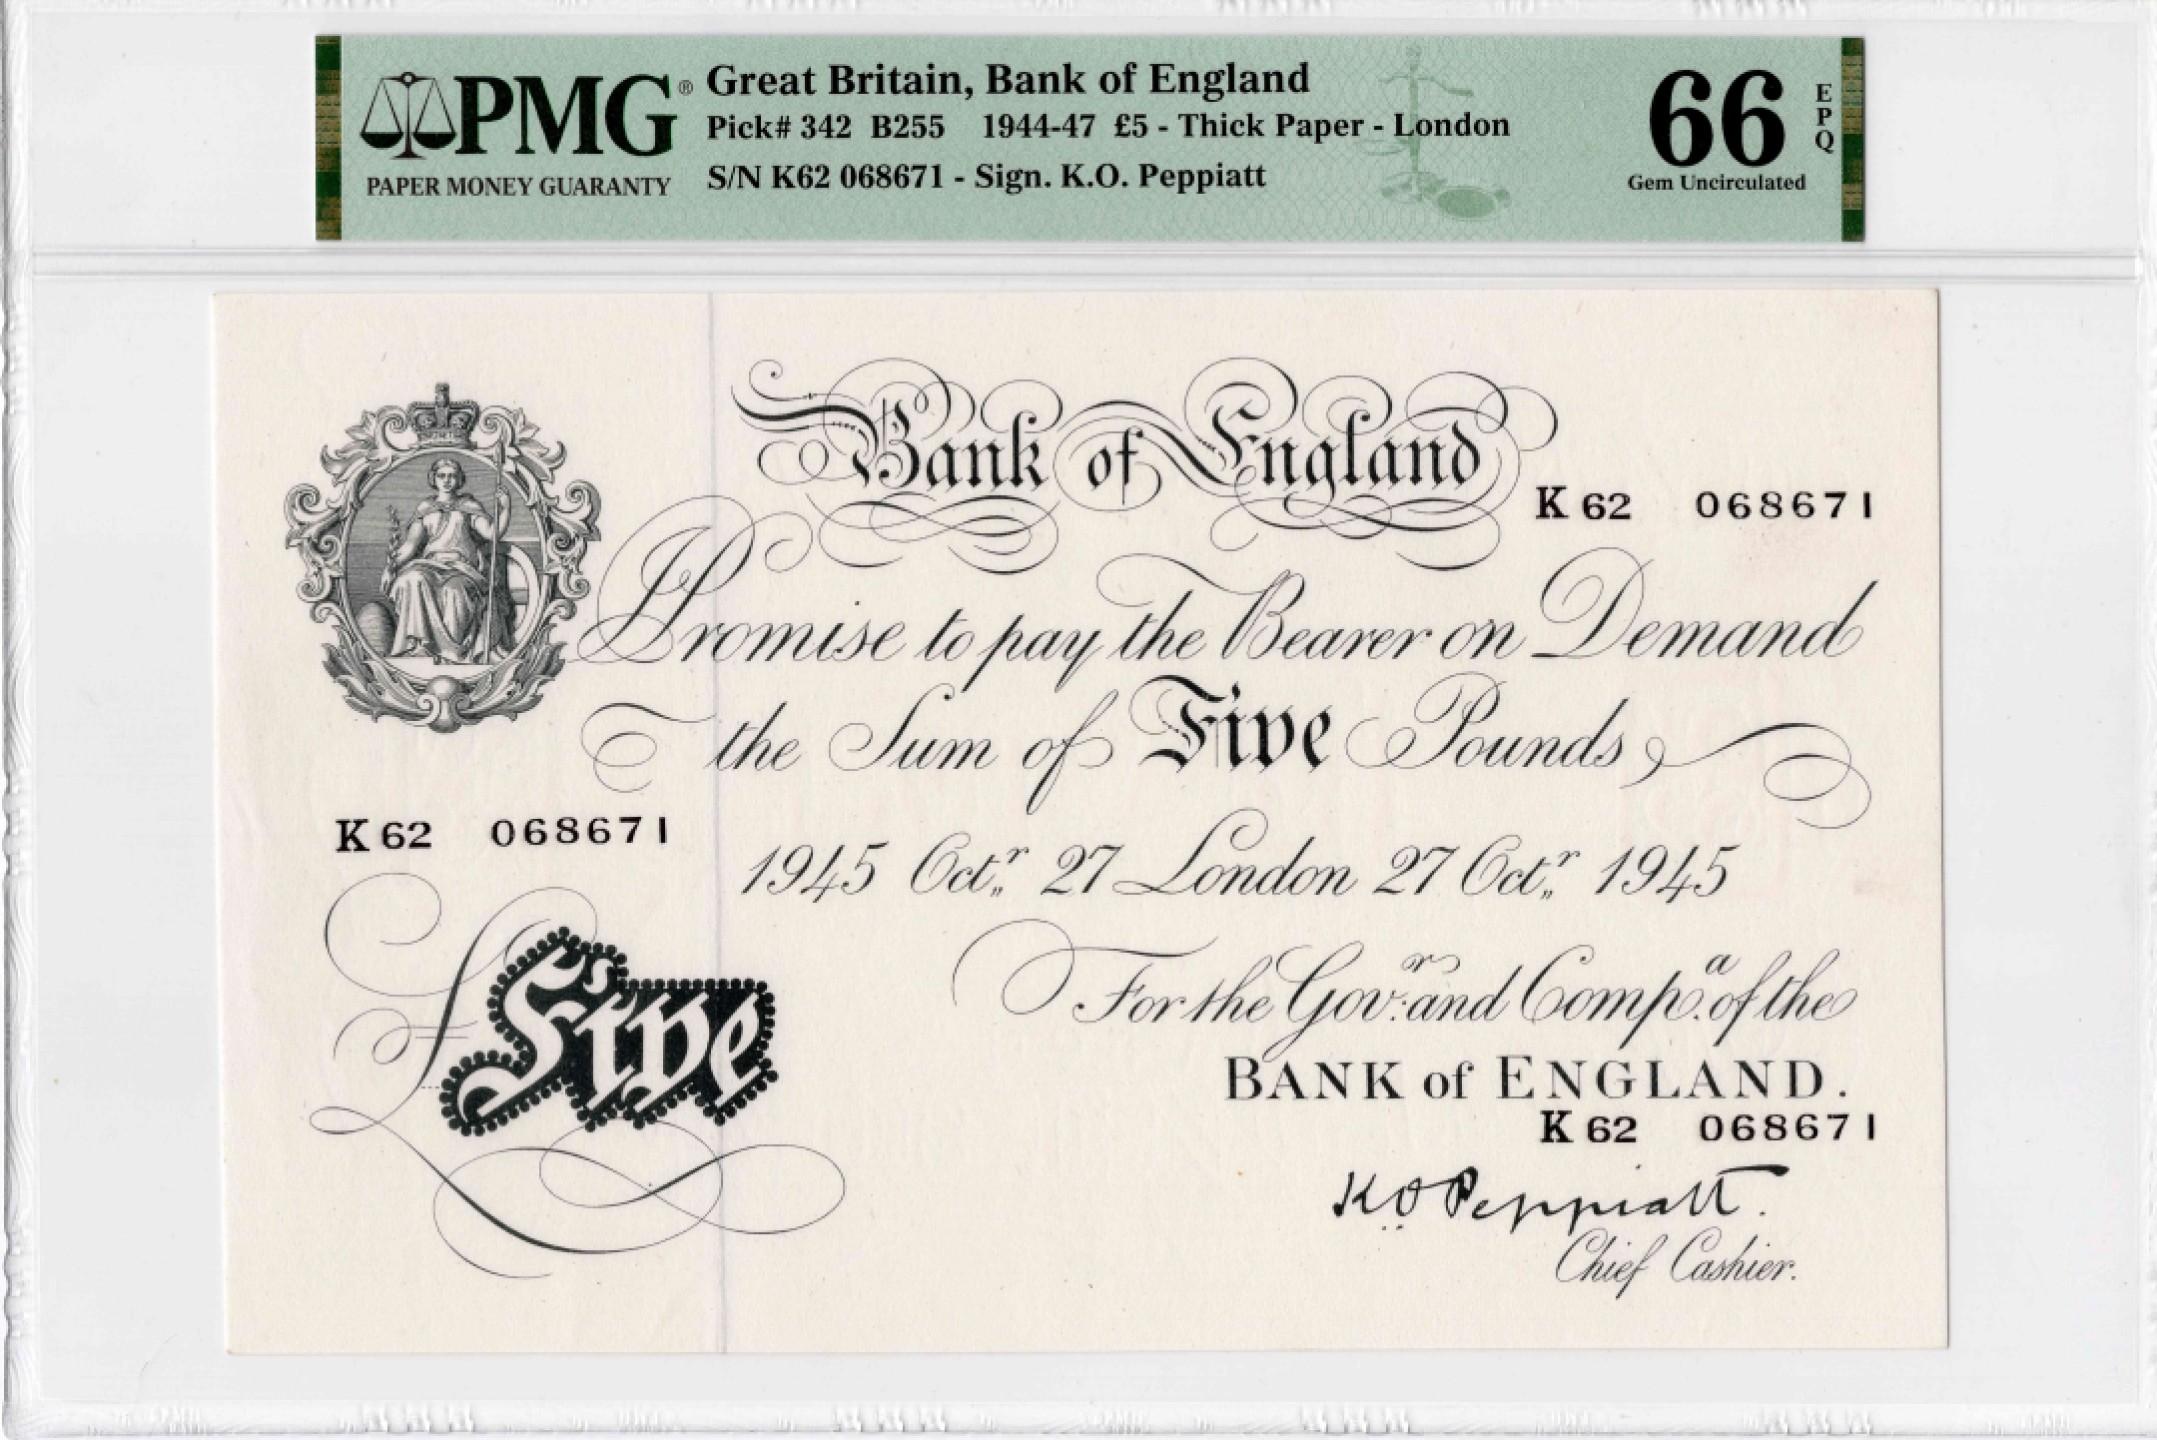 PMG®
PAPER MONEY GUARANTY
Great Britain, Bank of England
Pick# 342 B255 1944-47 £5 - Thick Paper - London
S/N K62 068671 - Sign. K.O. Peppiatt
66 EPQ
Gem Uncirculated
Bank of England
K 62 068671
I Promise to pay the Bearer on Demand
the Sum of Five Pounds
K 62 068671
1945 Octr. 27 London 27 Octr. 1945
£ Five
For the Govr. and Compa. of the
BANK of ENGLAND.
K 62 068671
K.O. Peppiatt.
Chief Cashier.